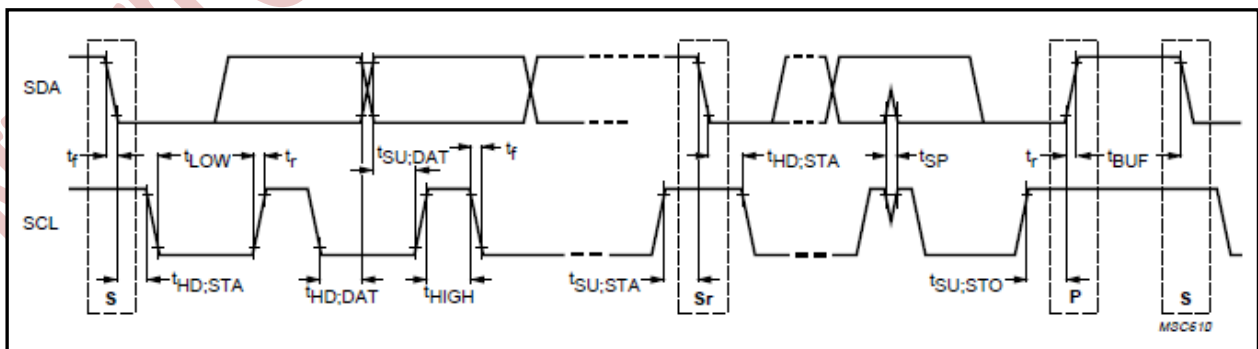 SDA
tf
tLOW
tr
tSU;DAT
tf
tHD;STA
tSP
tr
tBUF
SCL
tHD;STA
tHD;DAT
tHIGH
tSU;STA
tSU;STO
S
Sr
P
S
MSC610